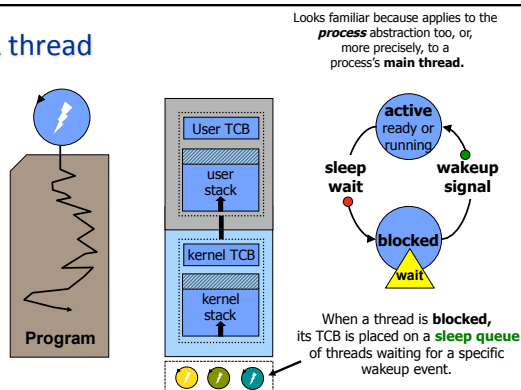 thread
Looks familiar because applies to the
process abstraction too, or,
more precisely, to a
process's main thread.
Program
User TCB
user
stack
kernel TCB
kernel
stack
active
ready or
running
sleep
wait
wakeup
signal
blocked
wait
When a thread is blocked,
its TCB is placed on a sleep queue
of threads waiting for a specific
wakeup event.